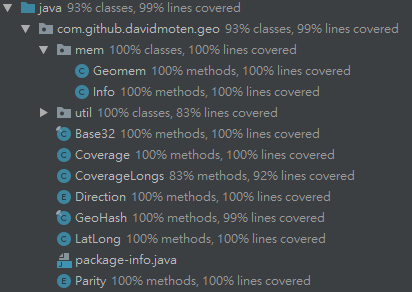 java 93% classes, 99% lines covered
com.github.davidmoten.geo 93% classes, 99% lines covered
mem 100% classes, 100% lines covered
Geomem 100% methods, 100% lines covered
Info 100% methods, 100% lines covered
util 100% classes, 83% lines covered
Base32 100% methods, 100% lines covered
Coverage 100% methods, 100% lines covered
CoverageLongs 83% methods, 92% lines covered
Direction 100% methods, 100% lines covered
GeoHash 100% methods, 99% lines covered
LatLong 100% methods, 100% lines covered
package-info.java
Parity 100% methods, 100% lines covered